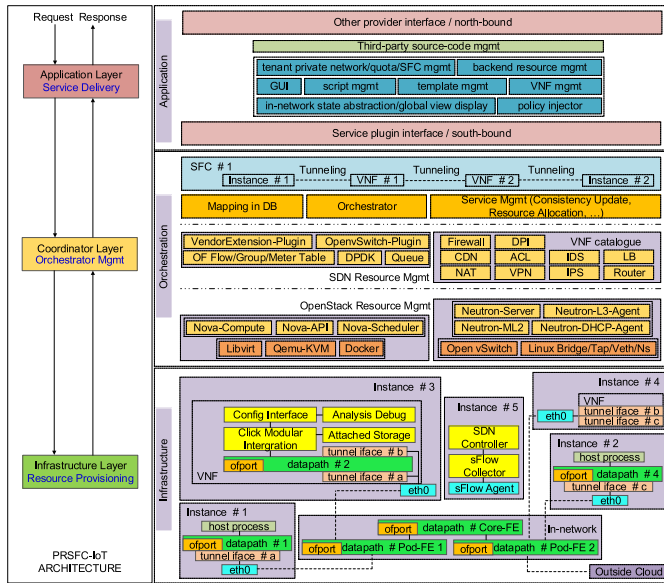 Request Response
Application Layer
Service Delivery
Coordinator Layer
Orchestrator Mgmt
Infrastructure Layer
Resource Provisioning
PRSFC-IoT
ARCHITECTURE
Application
Other provider interface / north-bound
Third-party source-code mgmt
tenant private network/quota/SFC mgmt
backend resource mgmt
GUI
script mgmt
template mgmt
VNF mgmt
in-network state abstraction/global view display
policy injector
Service plugin interface / south-bound
Orchestration
SFC # 1
Tunneling
Tunneling
Tunneling
Instance # 1
VNF # 1
VNF # 2
Instance # 2
Mapping in DB
Orchestrator
Service Mgmt (Consistency Update,
Resource Allocation, ...)
VendorExtension-Plugin
OpenvSwitch-Plugin
OF Flow/Group/Meter Table
DPDK
Queue
SDN Resource Mgmt
Firewall
DPI
VNF catalogue
CDN
ACL
IDS
LB
NAT
VPN
IPS
Router
OpenStack Resource Mgmt
Nova-Compute
Nova-API
Nova-Scheduler
Libvirt
Qemu-KVM
Docker
Neutron-Server
Neutron-L3-Agent
Neutron-ML2
Neutron-DHCP-Agent
Open vSwitch
Linux Bridge/Tap/Veth/Ns
Infrastructure
Instance # 3
Config Interface
Analysis Debug
Click Modular
Intergration
Attached Storage
tunnel iface # b
ofport
datapath # 2
tunnel iface # a
VNF
eth0
Instance # 5
SDN
Controller
sFlow
Collector
sFlow Agent
Instance # 4
VNF
tunnel iface # b
tunnel iface # c
eth0
Instance # 2
host process
ofport
datapath # 4
tunnel iface # c
eth0
Instance # 1
host process
ofport
datapath # 1
tunnel iface # a
eth0
In-network
ofport
datapath # Core-FE
ofport
datapath # Pod-FE 1
ofport
datapath # Pod-FE 2
Outside Cloud